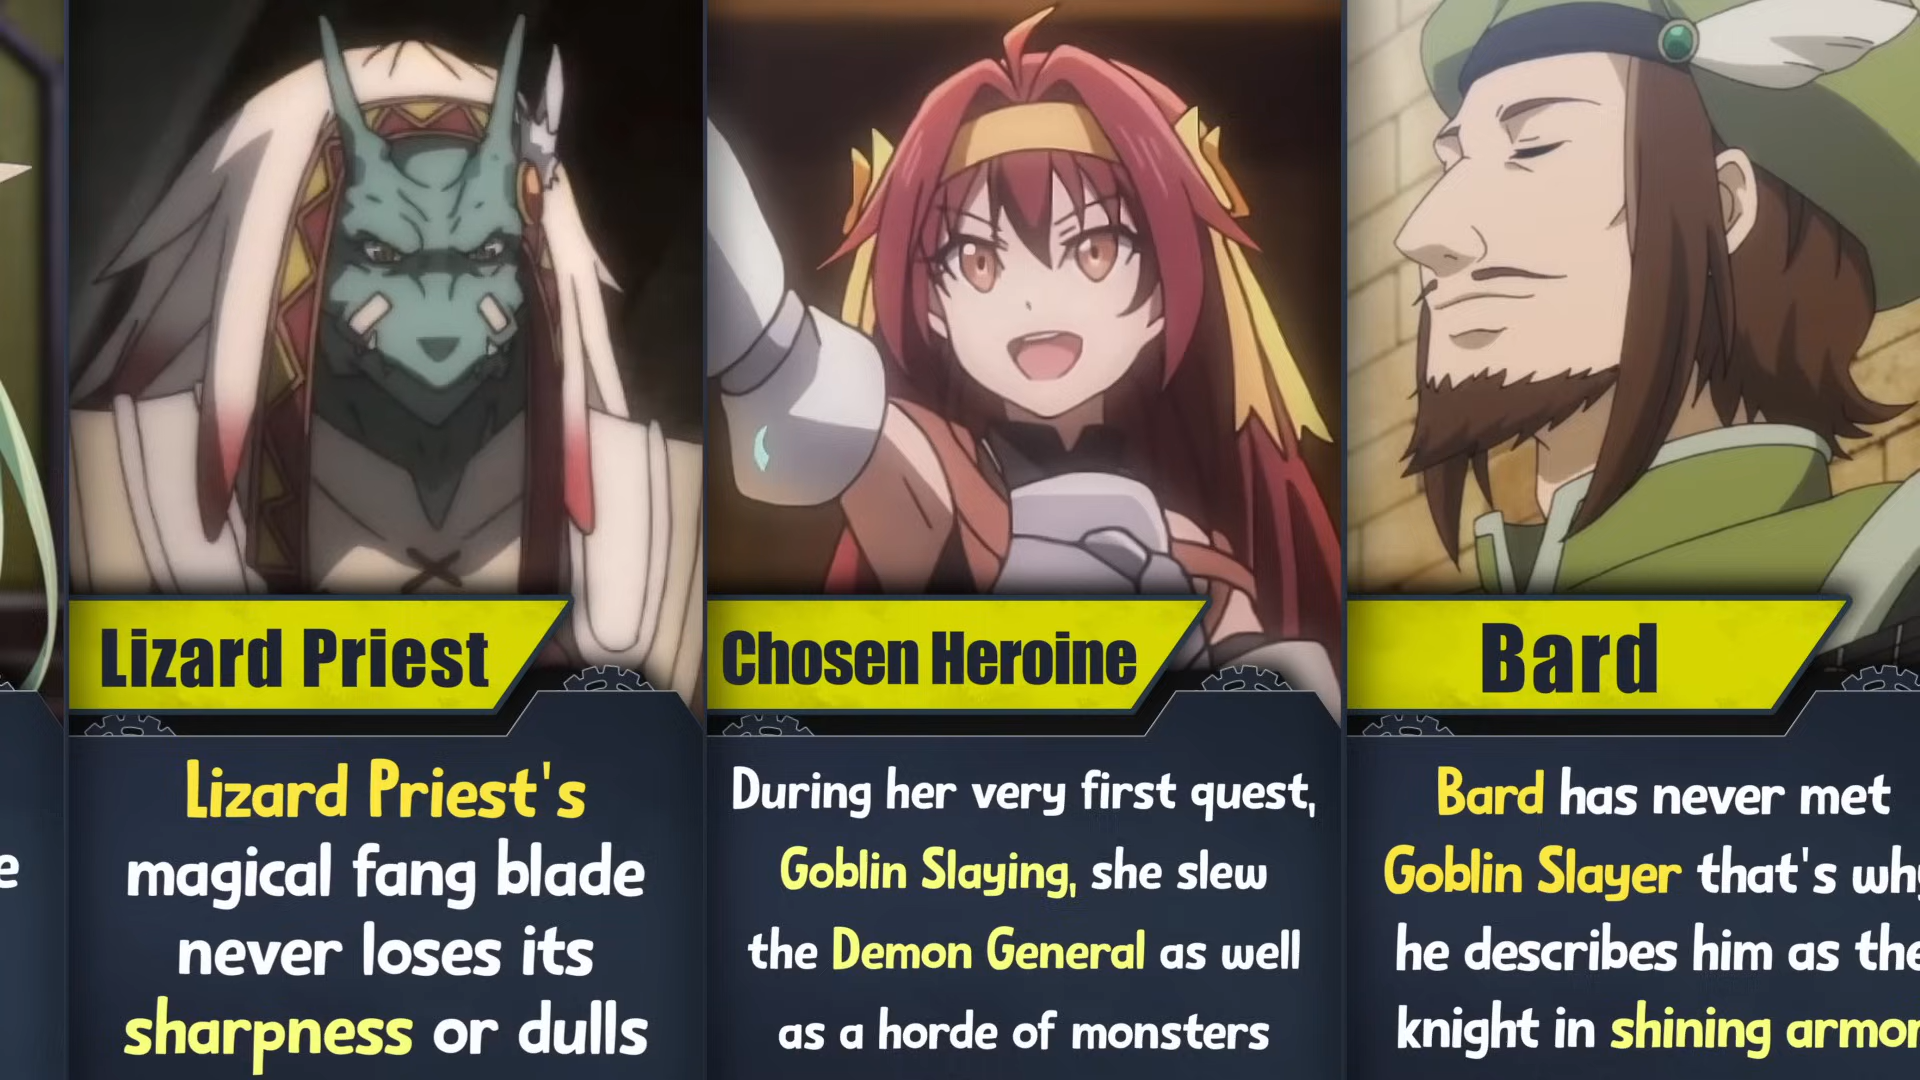 e
Lizard Priest
Lizard Priest's
magical fang blade
never loses its
sharpness or dulls
Chosen Heroine
During her very first quest,
Goblin Slaying, she slew
the Demon General as well
as a horde of monsters
Bard
Bard has never met
Goblin Slayer that's why
he describes him as the
knight in shining armor